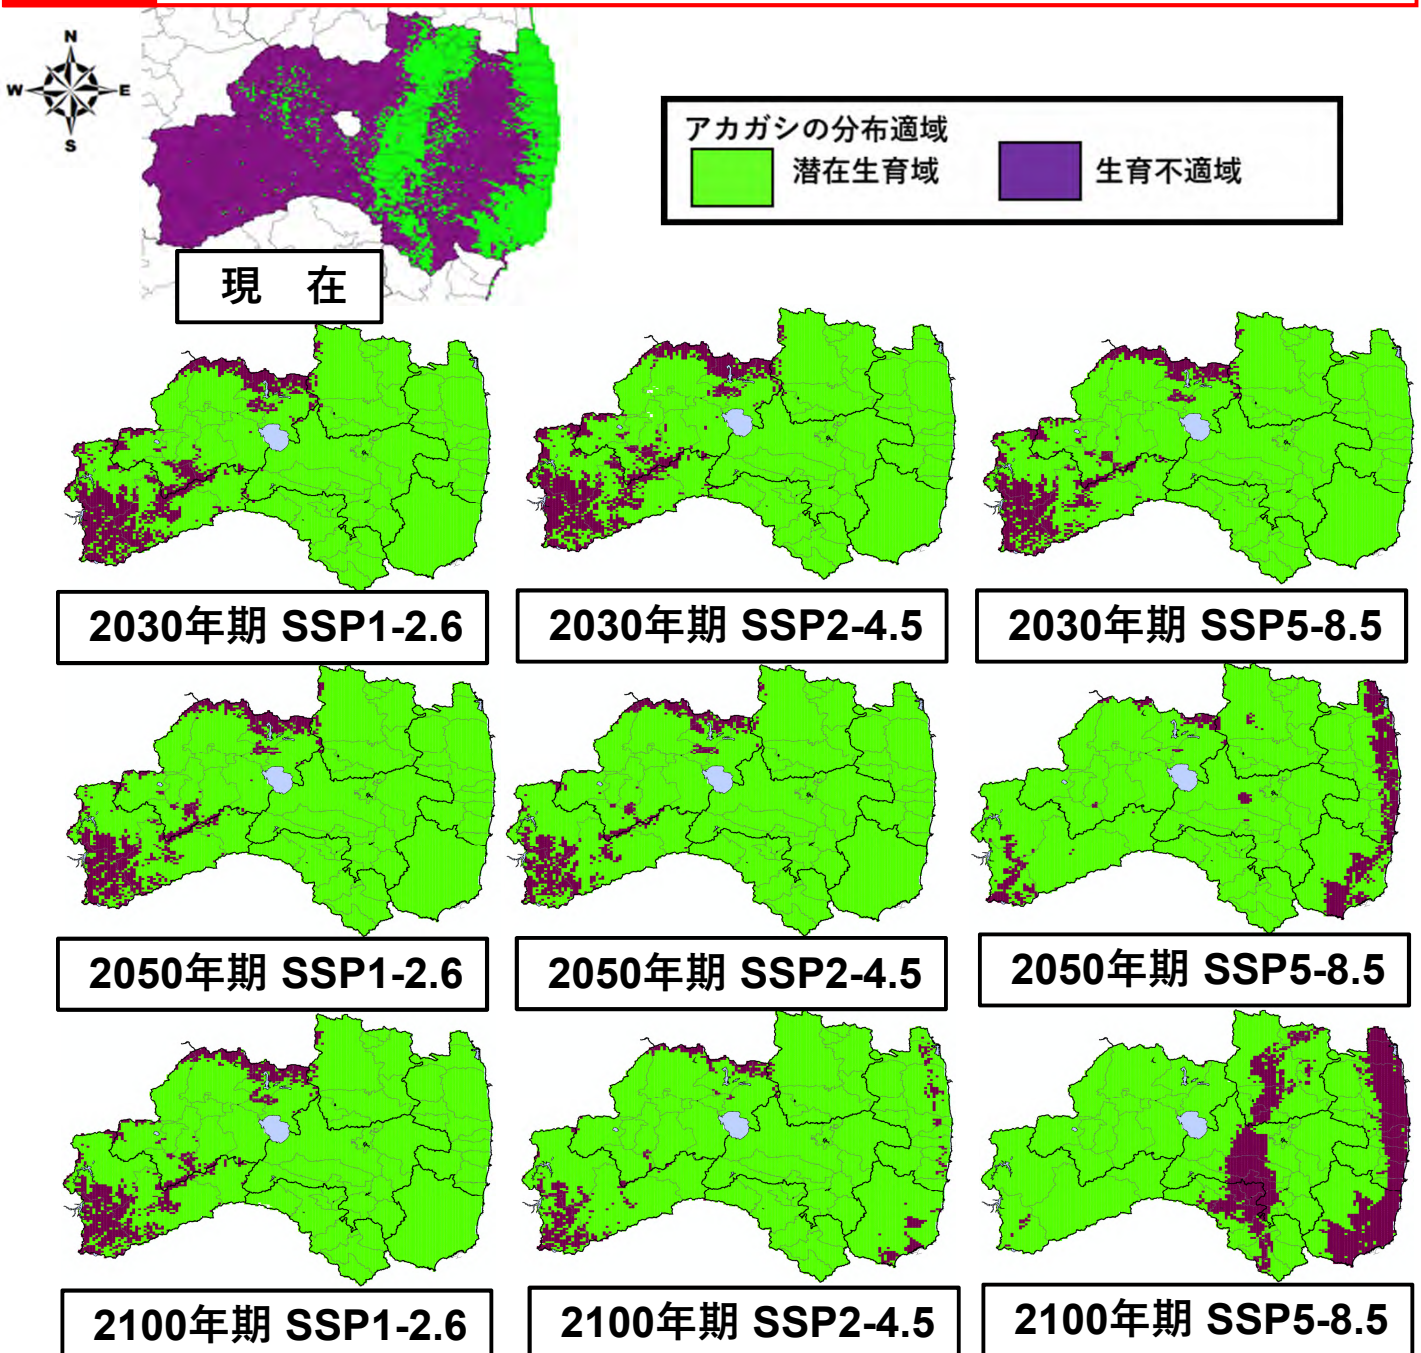 N
W E
S
アカガシの分布適域
潜在生育域 生育不適域
現 在
2030年期 SSP1-2.6
2030年期 SSP2-4.5
2030年期 SSP5-8.5
2050年期 SSP1-2.6
2050年期 SSP2-4.5
2050年期 SSP5-8.5
2100年期 SSP1-2.6
2100年期 SSP2-4.5
2100年期 SSP5-8.5